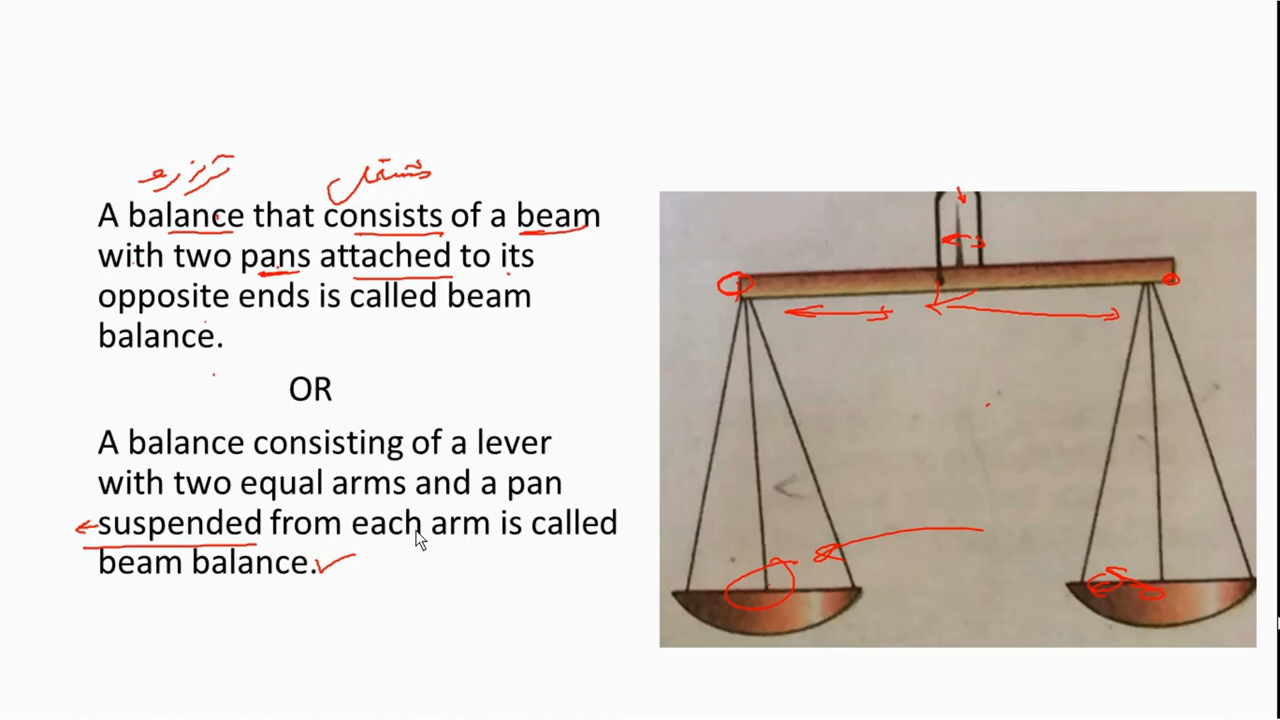 ترازو مشتمل
A balance that consists of a beam
with two pans attached to its
opposite ends is called beam
balance.
OR
A balance consisting of a lever
with two equal arms and a pan
suspended from each arm is called
beam balance.